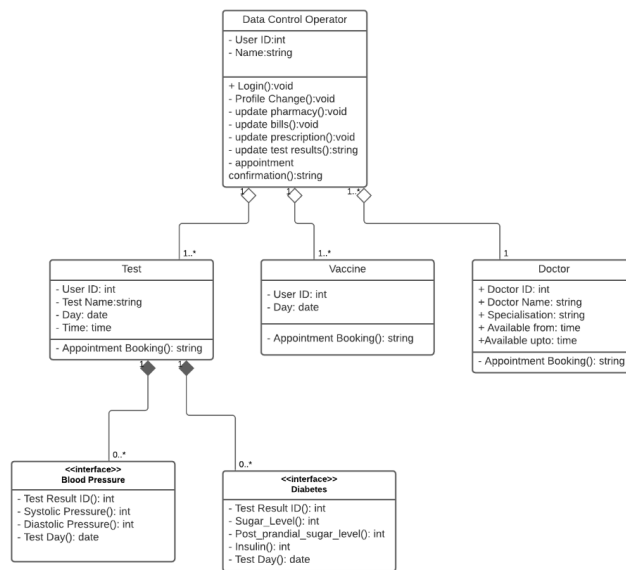 Data Control Operator
- User ID:int
- Name:string
+ Login():void
- Profile Change():void
- update pharmacy():void
- update bills():void
- update prescription():void
- update test results():string
- appointment
confirmation():string
1
1
1..*
1..*
1..*
1
Test
- User ID: int
- Test Name:string
- Day: date
- Time: time
- Appointment Booking(): string
Vaccine
- User ID: int
- Day: date
- Appointment Booking(): string
Doctor
+ Doctor ID: int
+ Doctor Name: string
+ Specialisation: string
+ Available from: time
+Available upto: time
- Appointment Booking(): string
1
1
0..*
0..*
<<interface>>
Blood Pressure
- Test Result ID(): int
- Systolic Pressure(): int
- Diastolic Pressure(): int
- Test Day(): date
<<interface>>
Diabetes
- Test Result ID(): int
- Sugar_Level(): int
- Post_prandial_sugar_level(): int
- Insulin(): int
- Test Day(): date